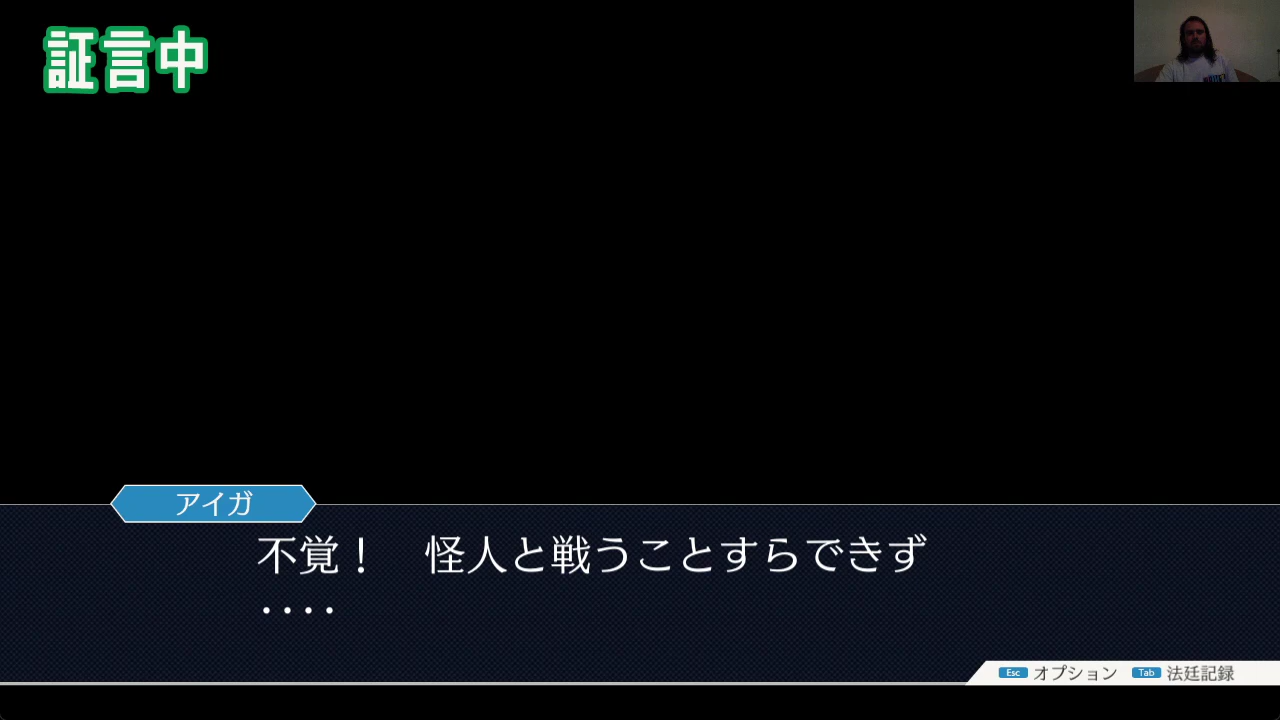 証言中
アイガ
不覚！　怪人と戦うことすらできず
・・・・
Esc オプション Tab 法廷記録